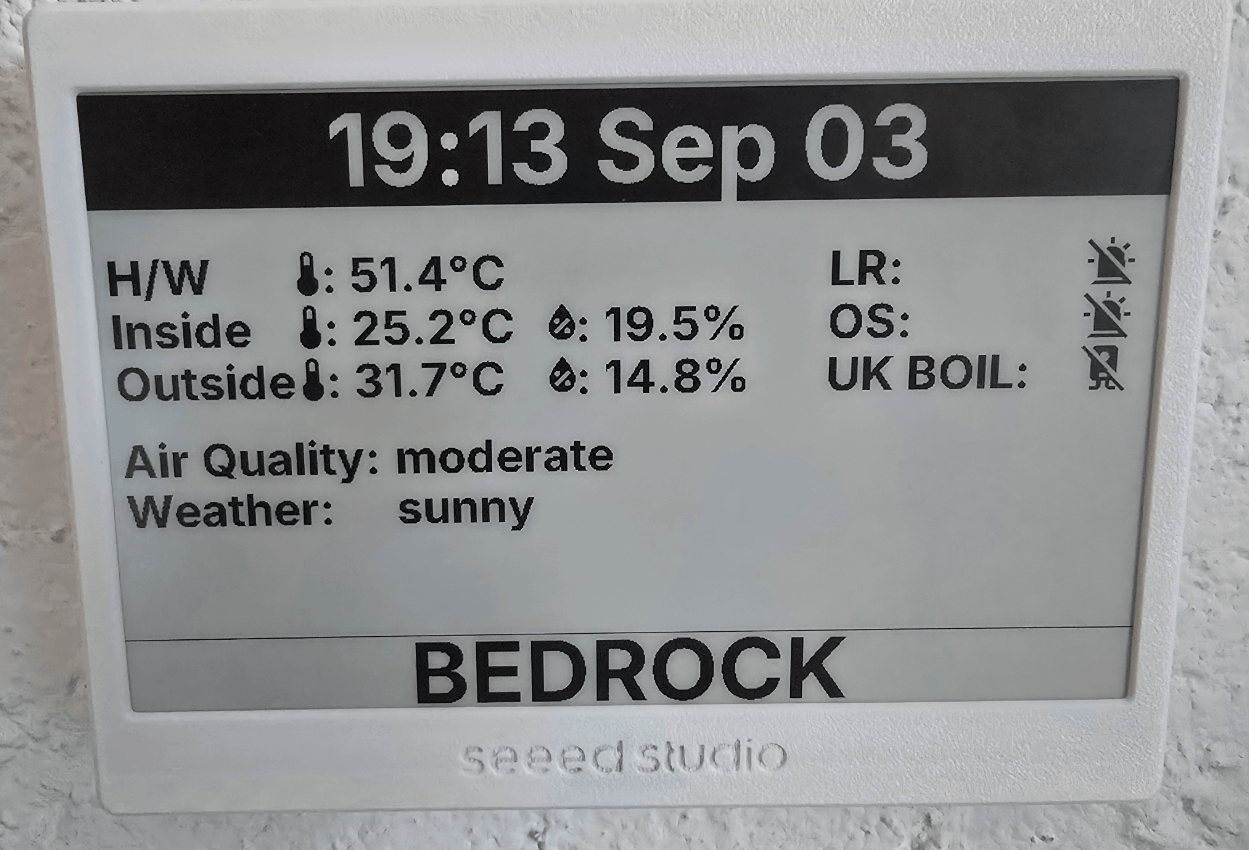 19:13 Sep 03
H/W : 51.4°C LR:
Inside : 25.2°C : 19.5% OS:
Outside : 31.7°C : 14.8% UK BOIL:
Air Quality: moderate
Weather: sunny
BEDROCK
seeed studio